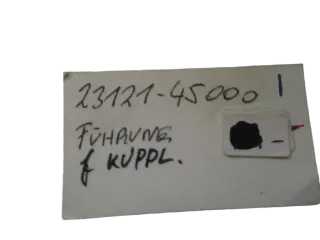 23121-45000 1
FÜHRUNG
f KUPPL.